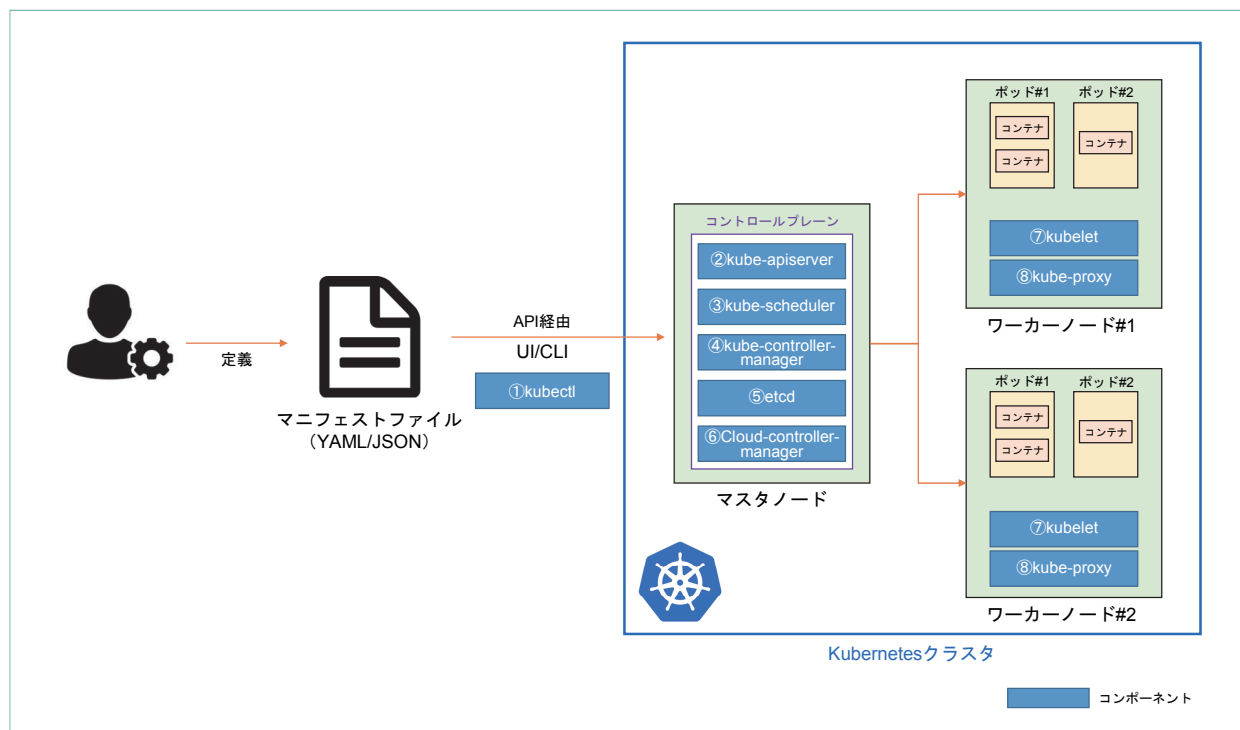 定義
マニフェストファイル
（YAML/JSON）
API経由
UI/CLI
①kubectl
コントロールプレーン
②kube-apiserver
③kube-scheduler
④kube-controller-
manager
⑤etcd
⑥Cloud-controller-
manager
マスタノード
ポッド#1
ポッド#2
コンテナ
コンテナ
コンテナ
⑦kubelet
⑧kube-proxy
ワーカーノード#1
ポッド#1
ポッド#2
コンテナ
コンテナ
コンテナ
⑦kubelet
⑧kube-proxy
ワーカーノード#2
Kubernetesクラスタ
コンポーネント